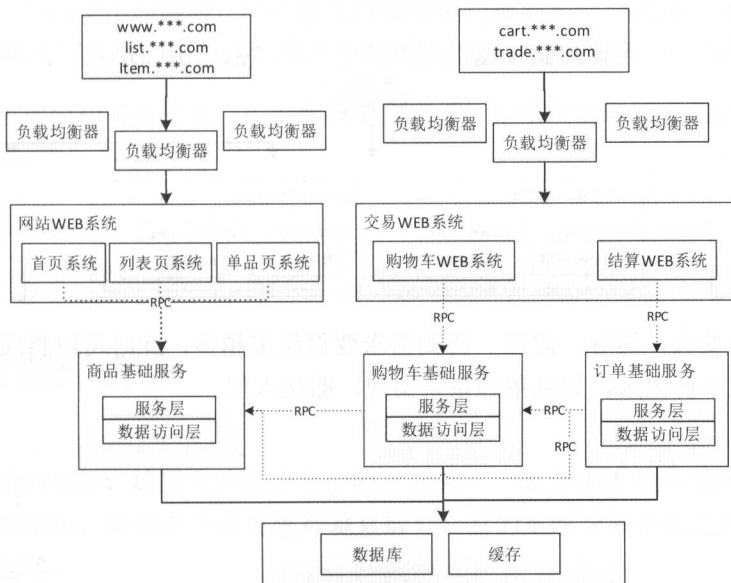 www.***.com
list.***.com
Item.***.com
cart.***.com
trade.***.com
负载均衡器
负载均衡器
负载均衡器
负载均衡器
负载均衡器
负载均衡器
网站WEB系统
首页系统
列表页系统
单品页系统
交易WEB系统
购物车WEB系统
结算WEB系统
RPC
RPC
RPC
商品基础服务
服务层
数据访问层
购物车基础服务
服务层
数据访问层
订单基础服务
服务层
数据访问层
RPC
RPC
RPC
数据库
缓存